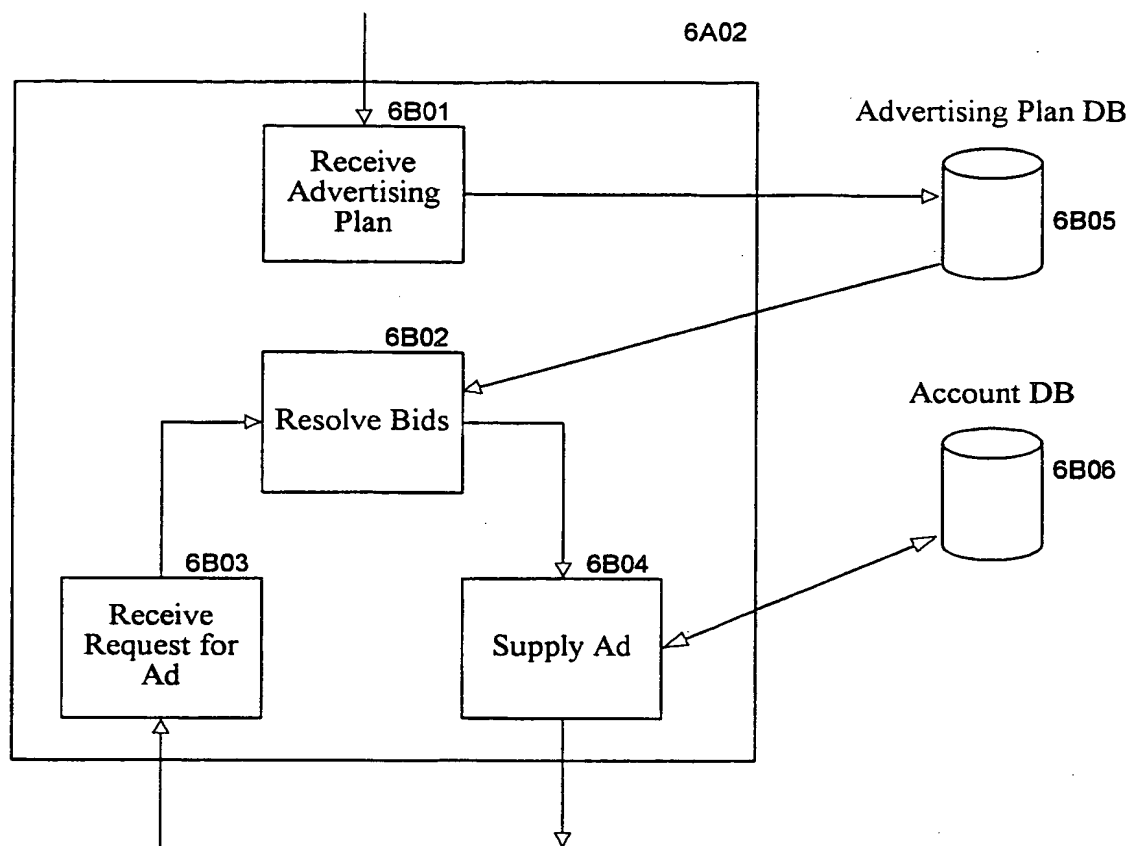 6A02
6B01
Receive
Advertising
Plan
Advertising Plan DB
6B05
6B02
Resolve Bids
Account DB
6B06
6B03
Receive
Request for
Ad
6B04
Supply Ad